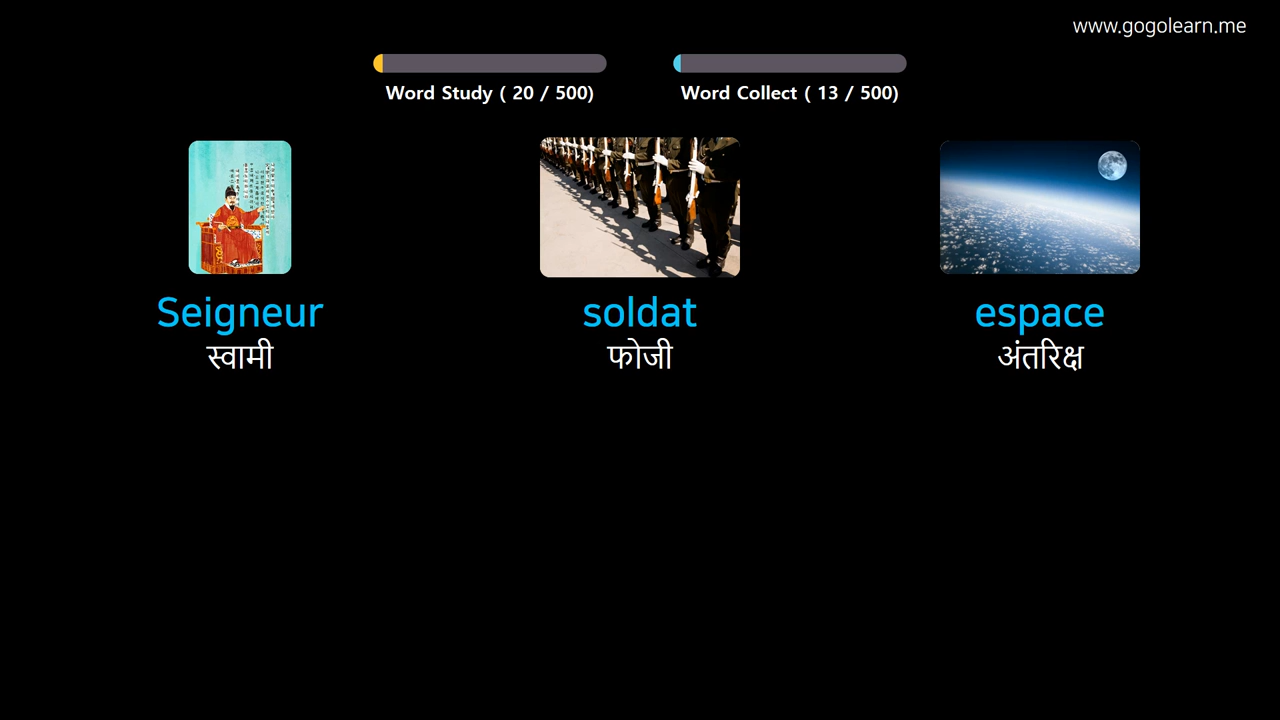 www.gogolearn.me
Word Study ( 20 / 500)
Word Collect ( 13 / 500)
Seigneur
स्वामी
soldat
फोजी
espace
अंतरिक्ष